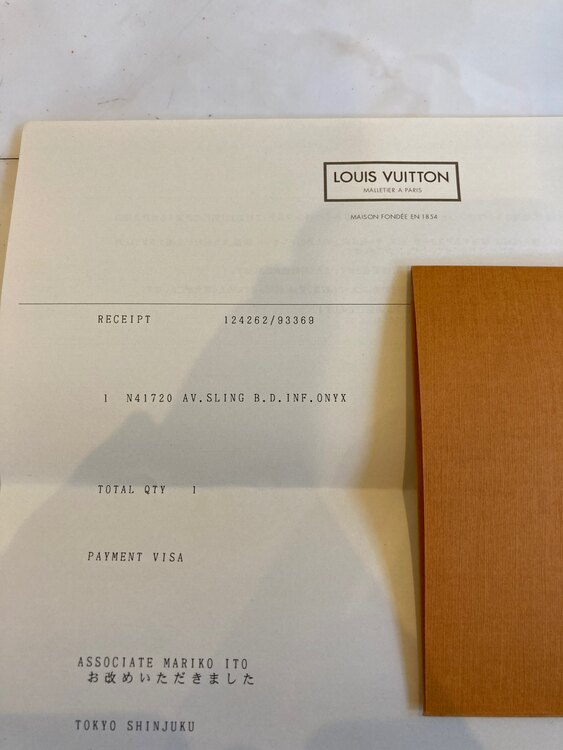 LOUIS VUITTON
MALLETIER A PARIS
MAISON FONDÉE EN 1854
RECEIPT 124262/93369
1 N41720 AV.SLING B.D.INF.ONYX
TOTAL QTY 1
PAYMENT VISA
ASSOCIATE MARIKO ITO
お改めいただきました
TOKYO SHINJUKU